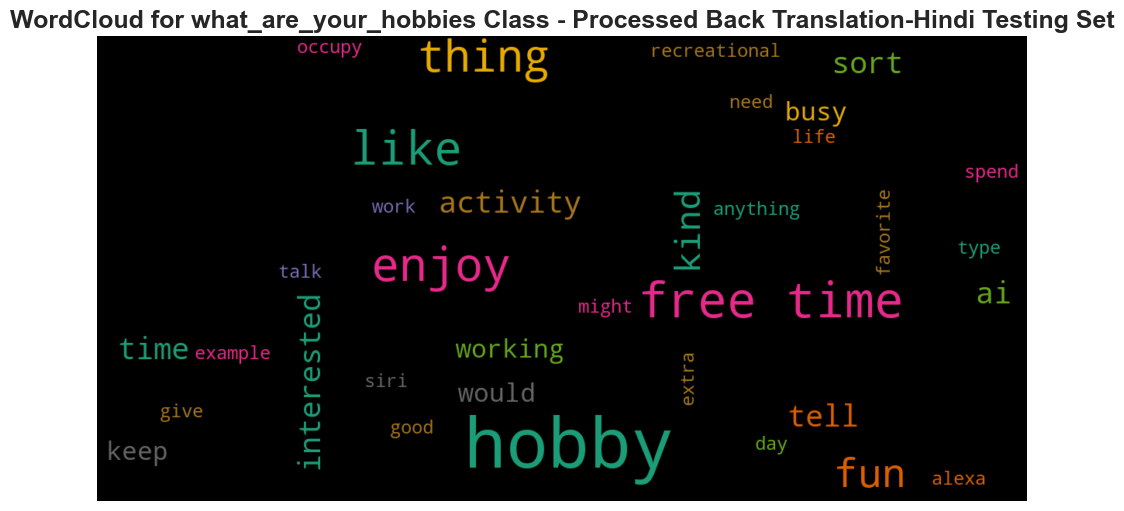 WordCloud for what_are_your_hobbies Class - Processed Back Translation-Hindi Testing Set
occupy
thing
recreational
sort
need
busy
life
like
spend
work
activity
kind
anything
favorite
type
talk
enjoy
free time
ai
might
interested
time
example
working
extra
siri
would
give
good
hobby
tell
keep
day
fun
alexa